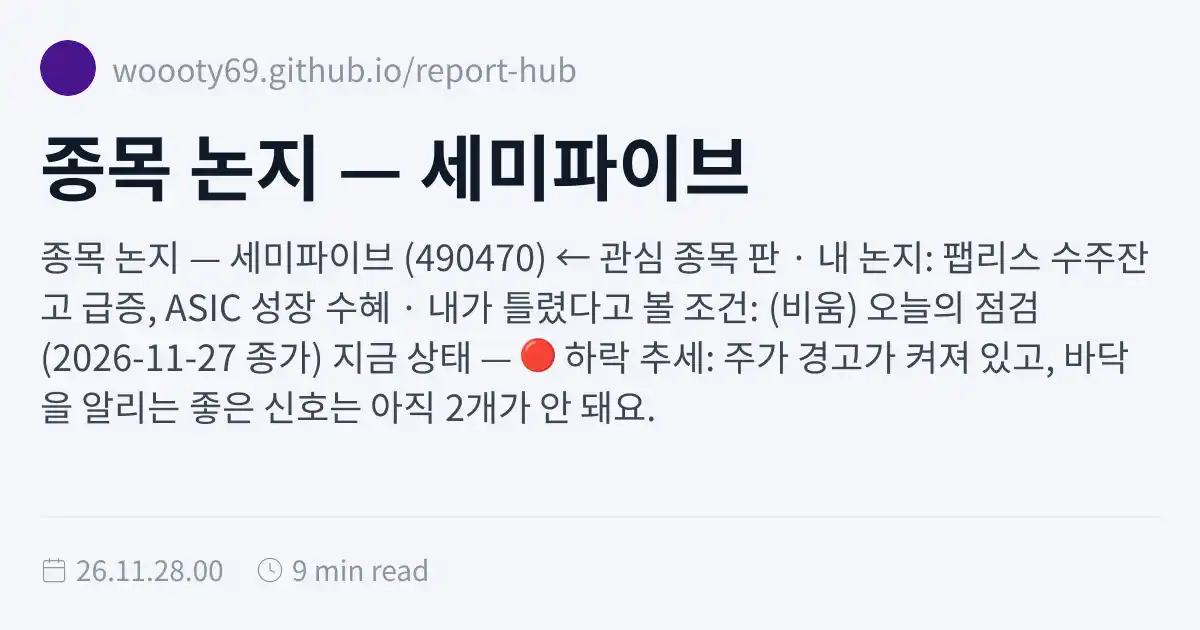 woooty69.github.io/report-hub
종목 논지 — 세미파이브
종목 논지 — 세미파이브 (490470) ← 관심 종목 판 · 내 논지: 팹리스 수주잔
고 급증, ASIC 성장 수혜 · 내가 틀렸다고 볼 조건: (비움) 오늘의 점검
(2026-11-27 종가) 지금 상태 — 🔴 하락 추세: 주가 경고가 켜져 있고, 바닥
을 알리는 좋은 신호는 아직 2개가 안 돼요.
26.11.28.00
9 min read